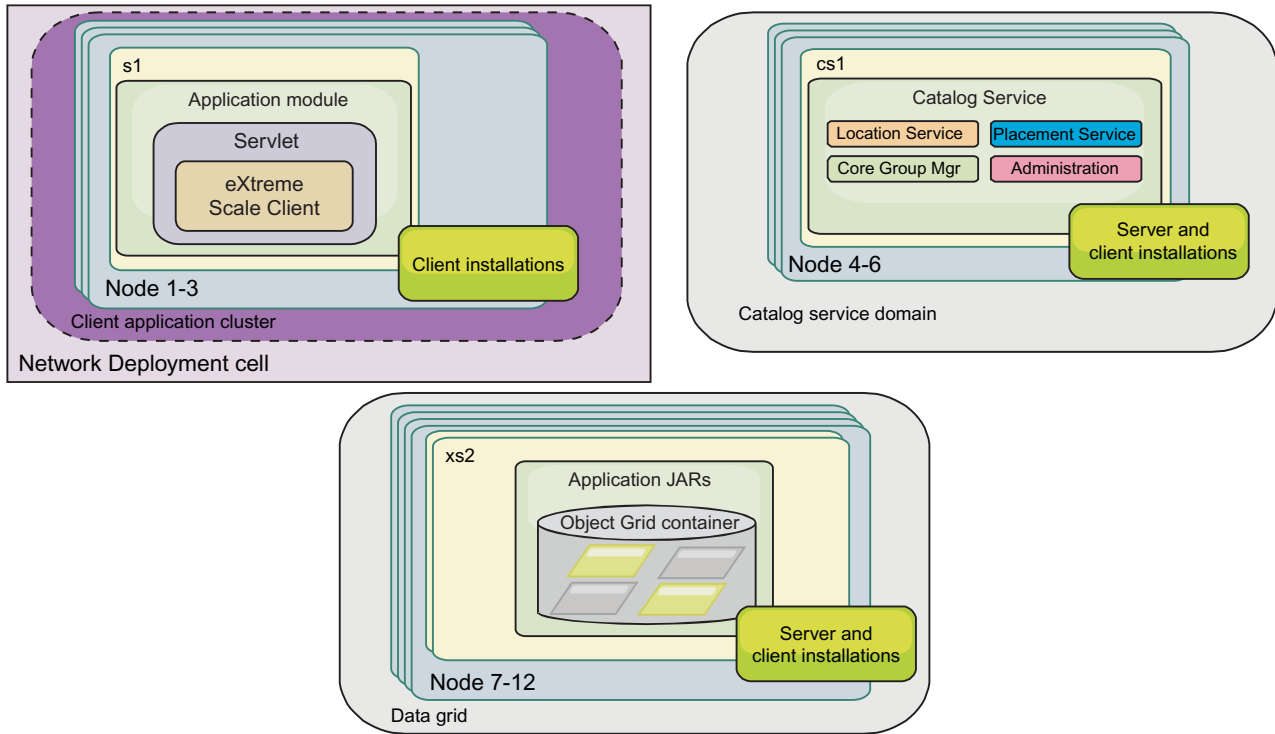 s1
Application module
Servlet
eXtreme
Scale Client
Client installations
Node 1-3
Client application cluster
Network Deployment cell
cs1
Catalog Service
Location Service
Placement Service
Core Group Mgr
Administration
Server and
client installations
Node 4-6
Catalog service domain
xs2
Application JARs
Object Grid container
Server and
client installations
Node 7-12
Data grid